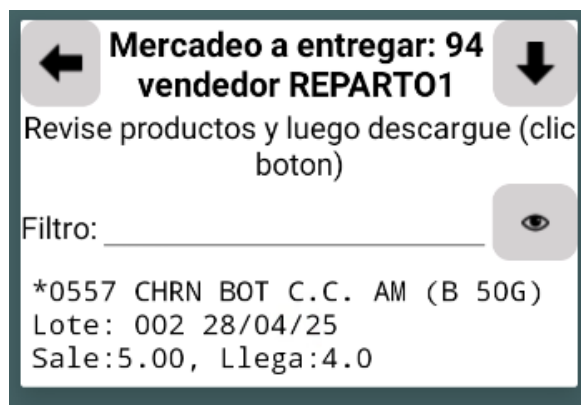 Mercadeo a entregar: 94
vendedor REPARTO1
Revise productos y luego descargue (clic
boton)
Filtro:
*0557 CHRN BOT C.C. AM (B 50G)
Lote: 002 28/04/25
Sale:5.00, Llega:4.0